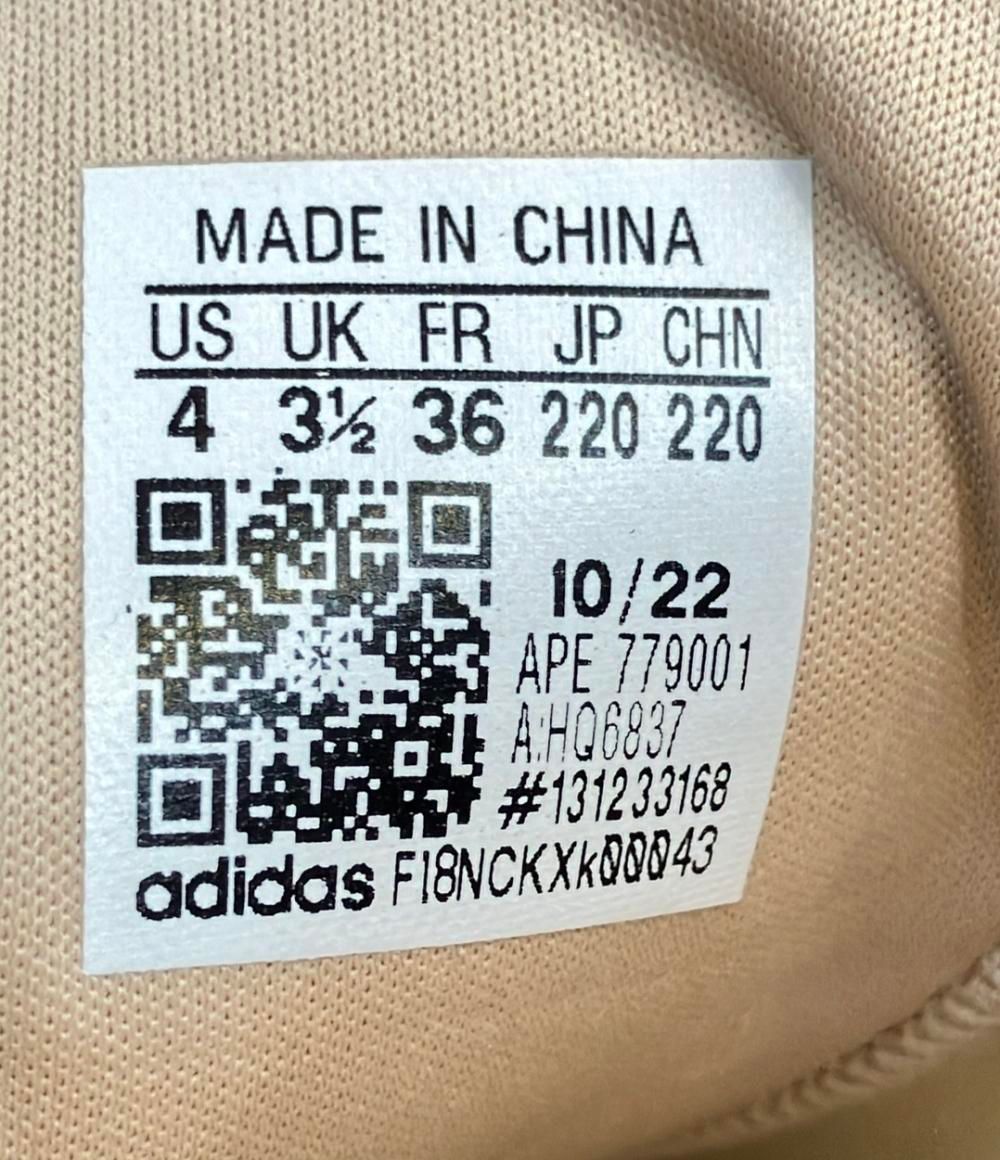 MADE IN CHINA
US UK FR JP CHN
4 3½ 36 220 220
10/22
APE 779001
A:HQ6837
#131233168
adidas F18NCKXk00043